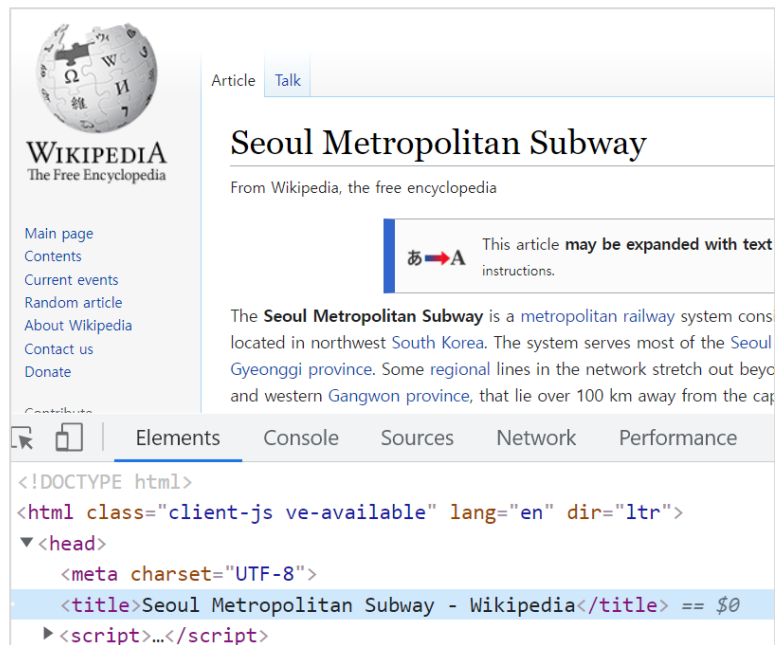 Ω W И 維 7
WIKIPEDIA
The Free Encyclopedia
Main page
Contents
Current events
Random article
About Wikipedia
Contact us
Donate
Contribute
Article Talk
Seoul Metropolitan Subway
From Wikipedia, the free encyclopedia
あ A This article may be expanded with text
instructions.
The Seoul Metropolitan Subway is a metropolitan railway system consi
located in northwest South Korea. The system serves most of the Seoul
Gyeonggi province. Some regional lines in the network stretch out beyo
and western Gangwon province, that lie over 100 km away from the cap
Elements Console Sources Network Performance
<!DOCTYPE html>
<html class="client-js ve-available" lang="en" dir="ltr">
▼<head>
<meta charset="UTF-8">
<title>Seoul Metropolitan Subway - Wikipedia</title> == $0
▶<script>…</script>